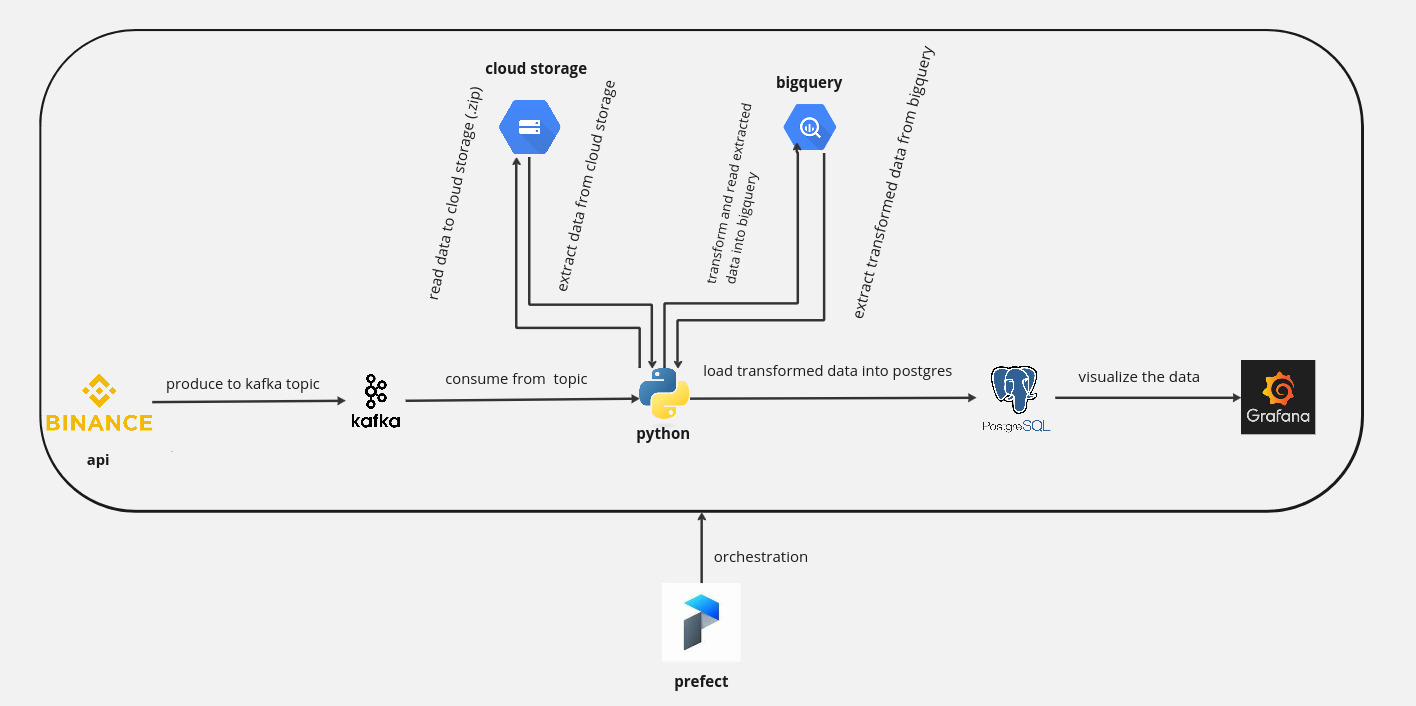 cloud storage
bigquery
read data to cloud storage (.zip)
extract data from cloud storage
transform and read extracted
data into bigquery
extract transformed data from bigquery
BINANCE
api
produce to kafka topic
kafka
consume from topic
python
load transformed data into postgres
PostgreSQL
visualize the data
Grafana
orchestration
prefect